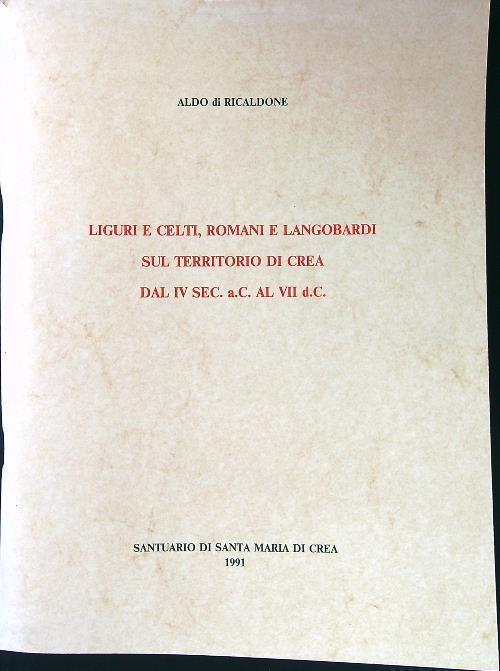 ALDO di RICALDONE
LIGURI E CELTI, ROMANI E LANGOBARDI
SUL TERRITORIO DI CREA
DAL IV SEC. a.C. AL VII d.C.
SANTUARIO DI SANTA MARIA DI CREA
1991